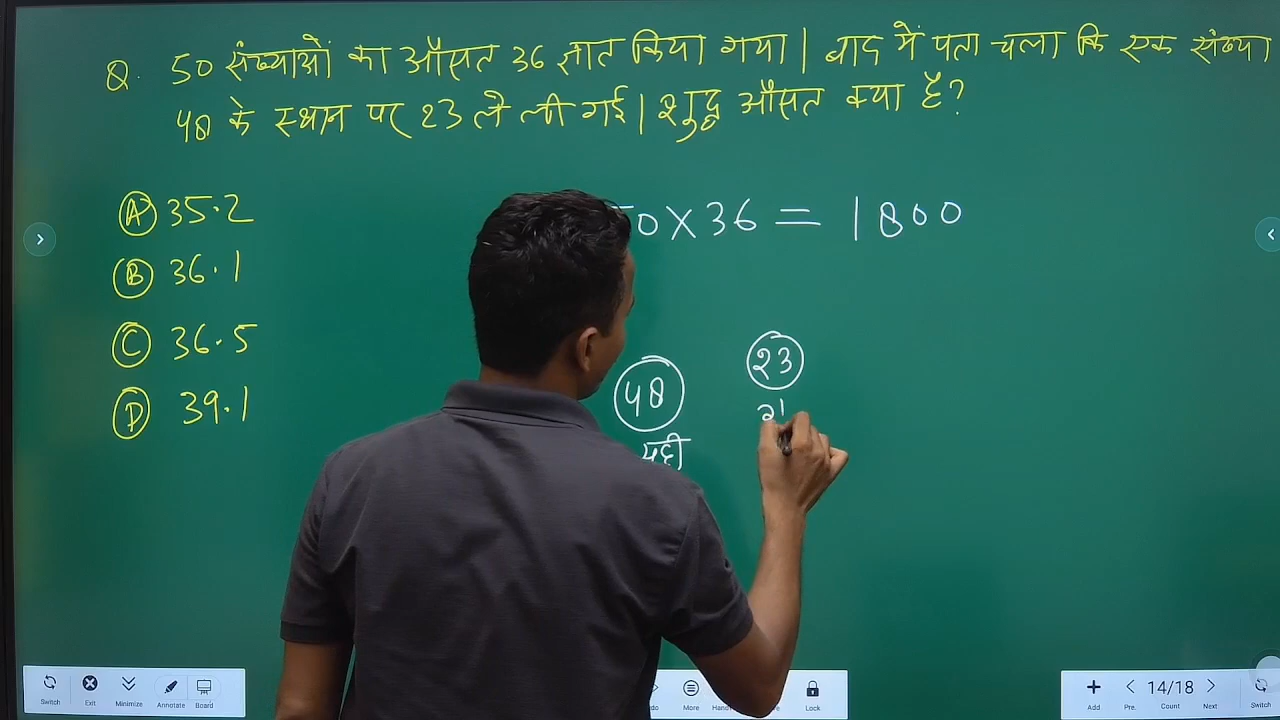 Q. 50 संख्याओं का औसत 36 ज्ञात किया गया | बाद में पता चला कि एक संख्या
48 के स्थान पर 23 ले ली गई | शुद्ध औसत क्या है?
(A) 35.2
(B) 36.1
(C) 36.5
(D) 39.1
50 X 36 = 1800
48 23
सही
Switch Exit Minimize Annotate Board More Lock
Add Pre. 14/18 Count Next Switch